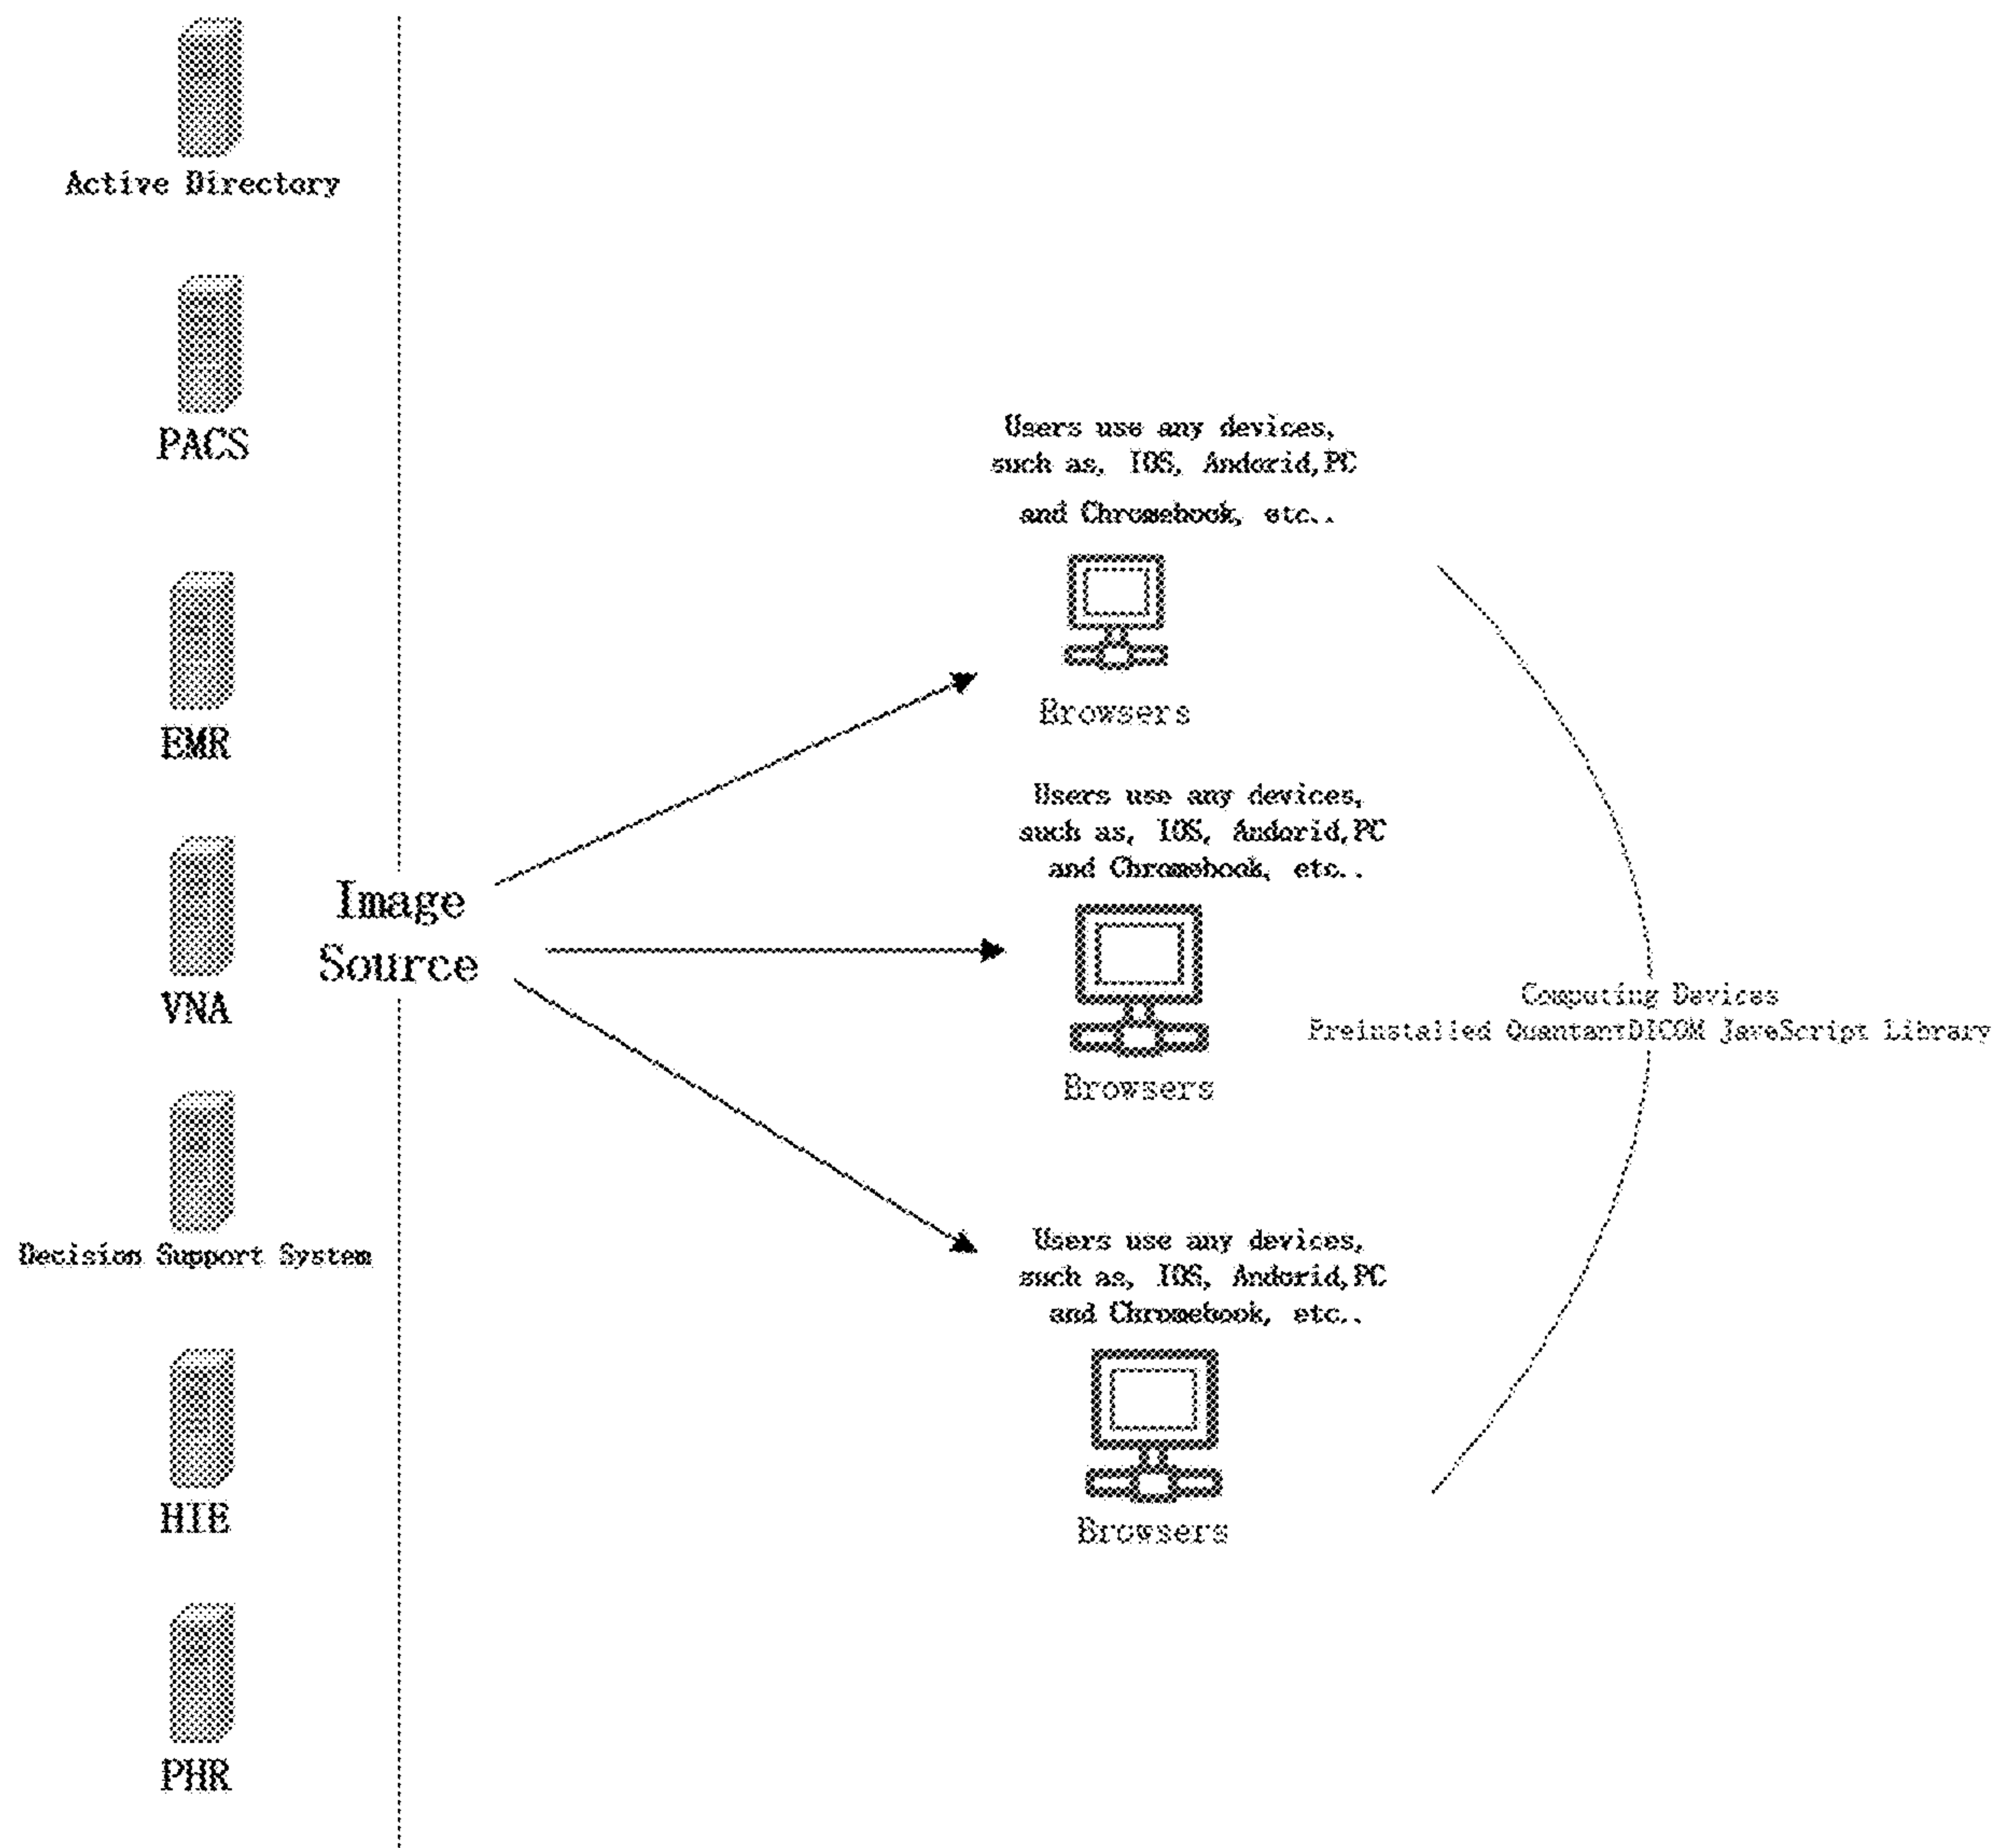 Active Directory
PACS
EMR
VNA
Decision Support System
HIE
PHR
Image
Source
Users use any devices,
such as, IOS, Andorid,PC
and Chromebook, etc..
Browsers
Users use any devices,
such as, IOS, Andorid,PC
and Chromebook, etc..
Browsers
Users use any devices,
such as, IOS, Andorid,PC
and Chromebook, etc..
Browsers
Computing Devices
Preinstalled QuantantDICOM JaveScript Library